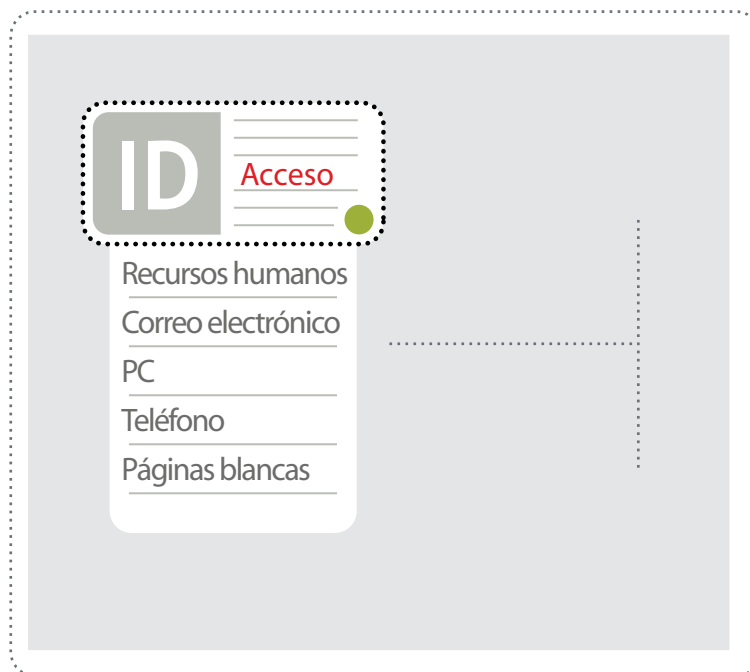 ID
Acceso
Recursos humanos
Correo electrónico
PC
Teléfono
Páginas blancas